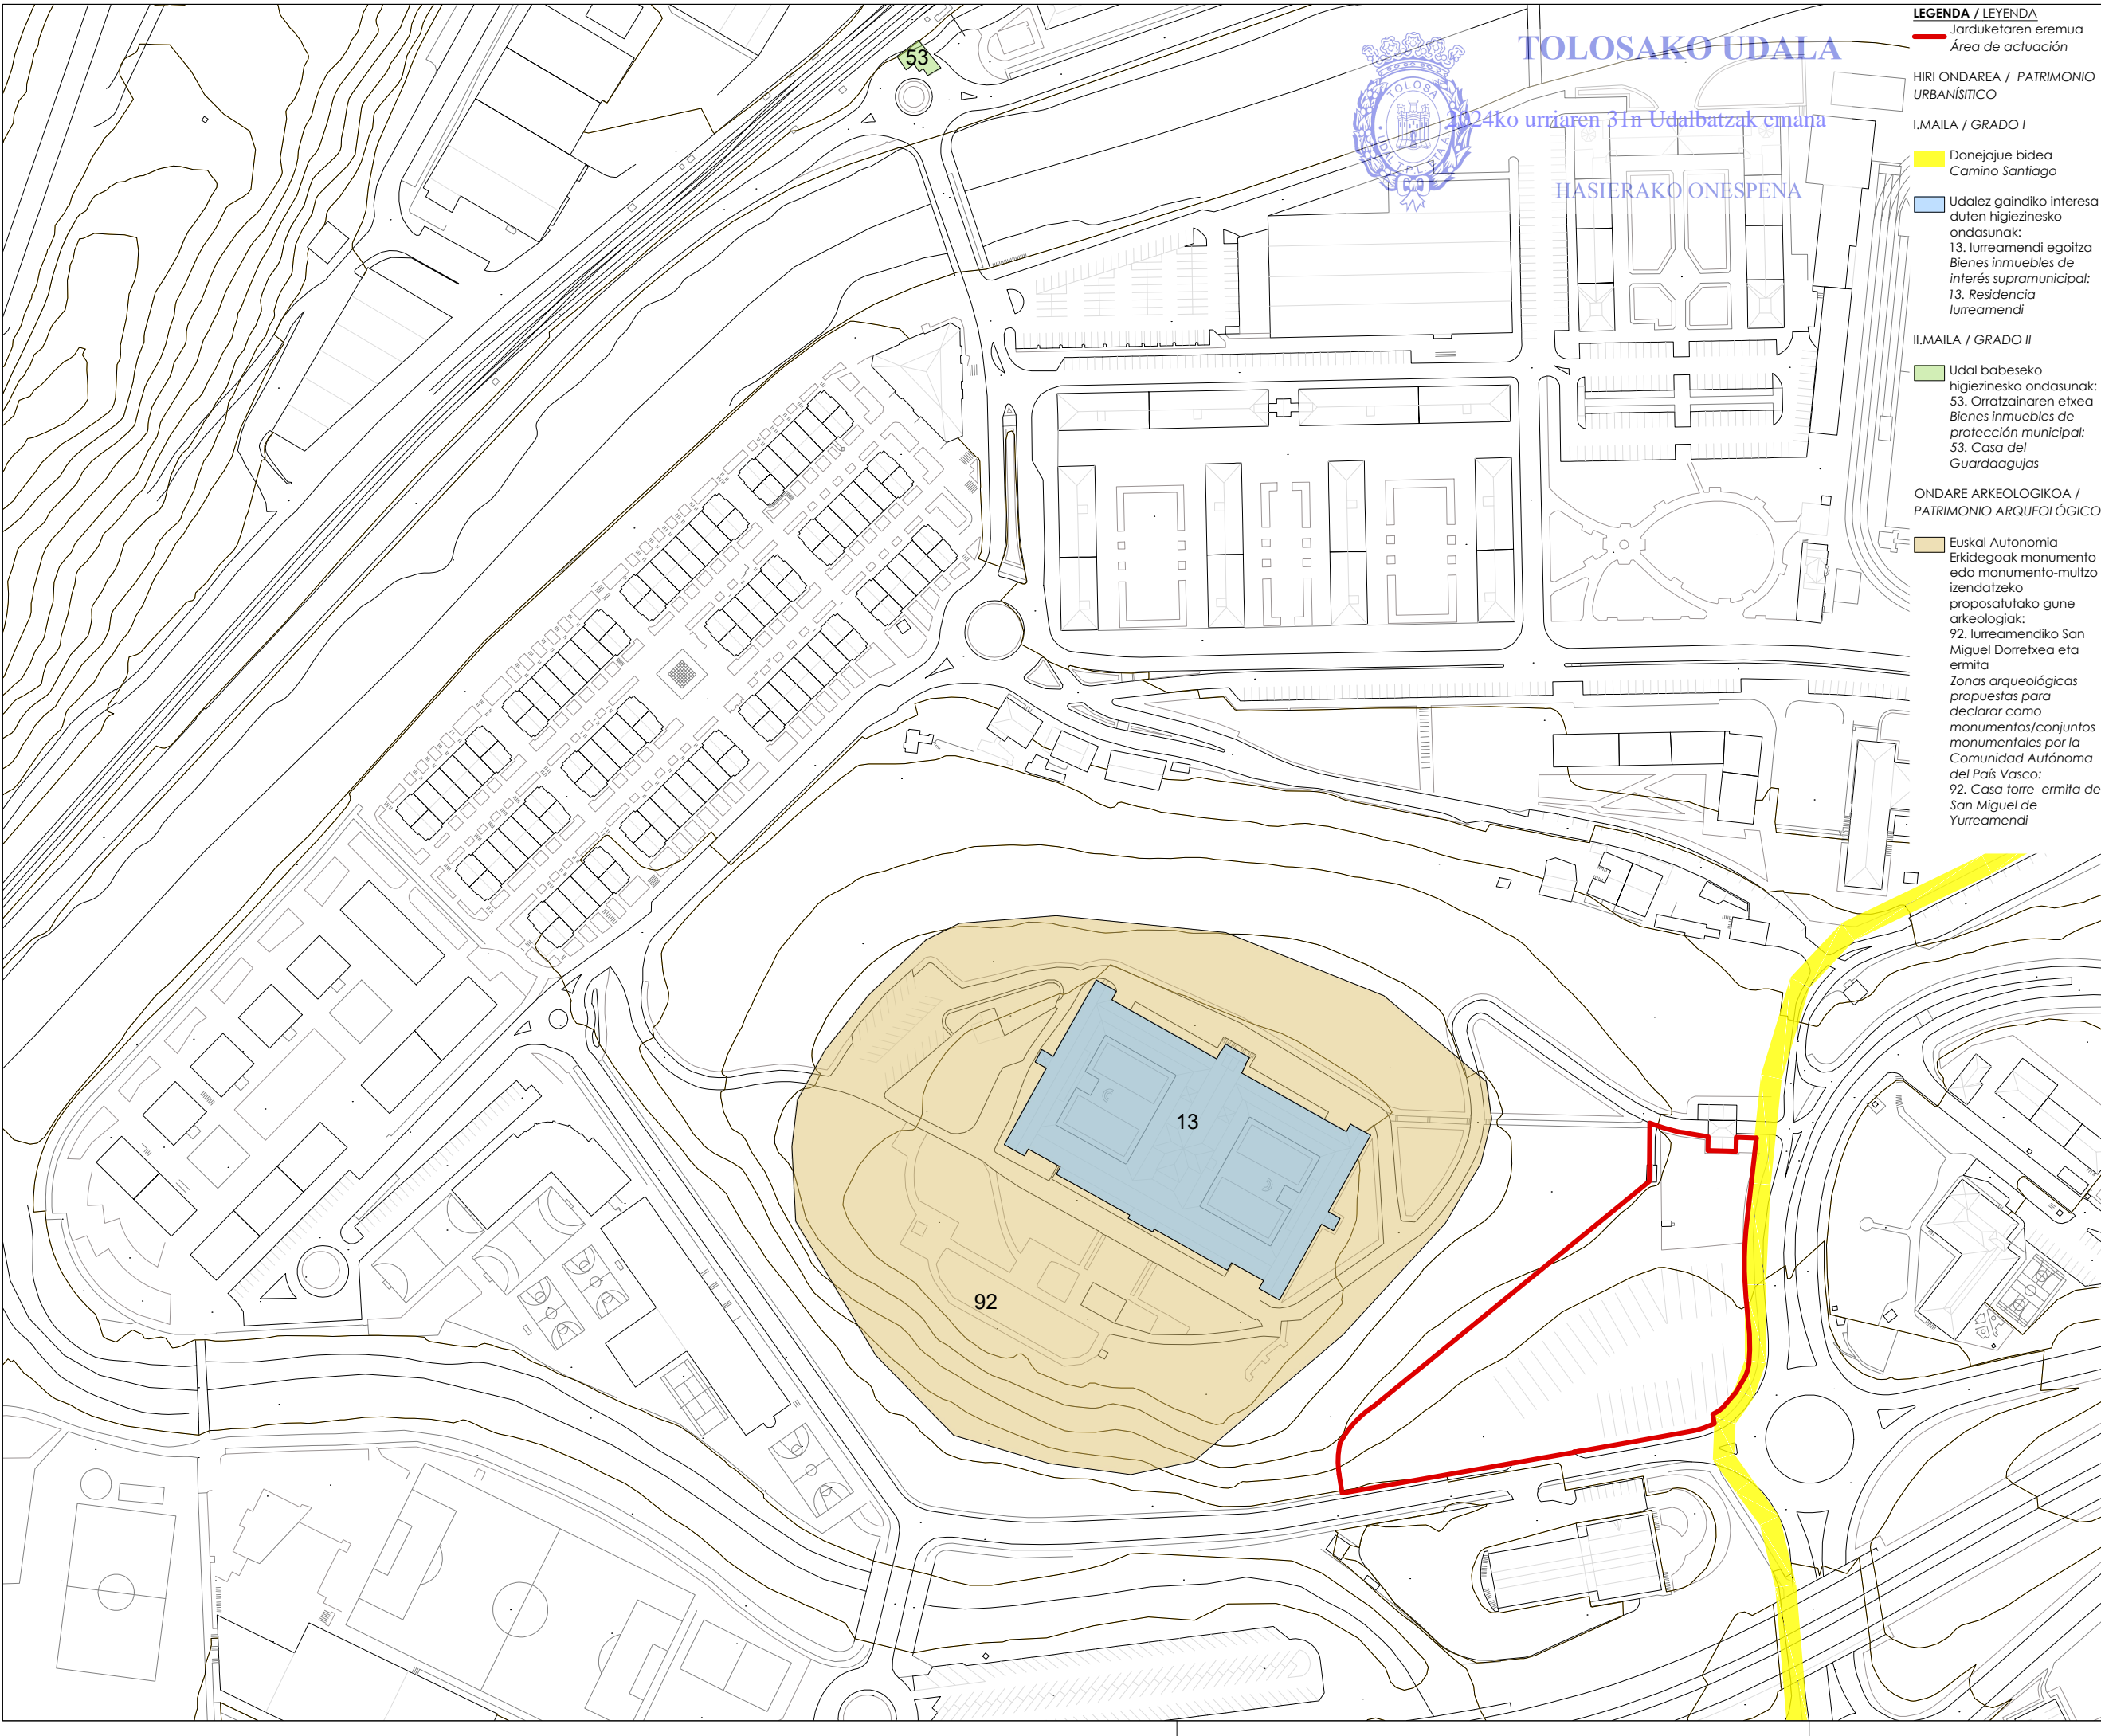 LEGENDA / LEYENDA
Jarduketaren eremua
Área de actuación
HIRI ONDAREA / PATRIMONIO
URBANÍSITICO
I.MAILA / GRADO I
Donejajue bidea
Camino Santiago
Udalez gaindiko interesa
duten higiezinesko
ondasunak:
13. Iurreamendi egoitza
Bienes inmuebles de
interés supramunicipal:
13. Residencia
Iurreamendi
II.MAILA / GRADO II
Udal babeseko
higiezinesko ondasunak:
53. Orratzainaren etxea
Bienes inmuebles de
protección municipal:
53. Casa del
Guardaagujas
ONDARE ARKEOLOGIKOA /
PATRIMONIO ARQUEOLÓGICO
Euskal Autonomia
Erkidegoak monumento
edo monumento-multzo
izendatzeko
proposatutako gune
arkeologiak:
92. Iurreamendiko San
Miguel Dorretxea eta
ermita
Zonas arqueológicas
propuestas para
declarar como
monumentos/conjuntos
monumentales por la
Comunidad Autónoma
del País Vasco:
92. Casa torre ermita de
San Miguel de
Yurreamendi
TOLOSAKO UDALA
2024ko urriaren 31n Udalbatzak emana
HASIERAKO ONESPENA
TOLOSA
53
13
92